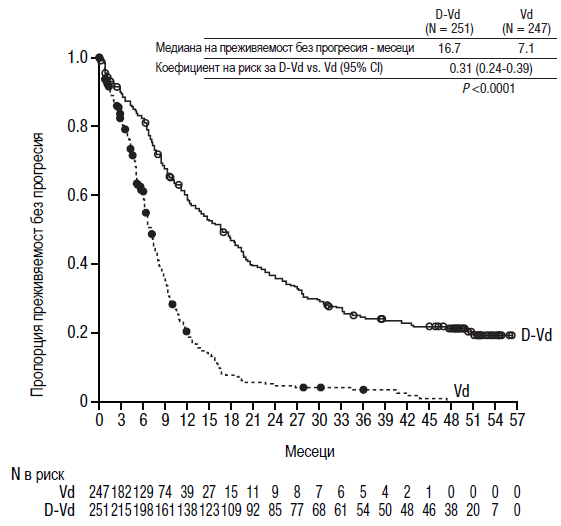 D-Vd Vd
(N = 251) (N = 247)
Медиана на преживяемост без прогресия - месеци 16.7 7.1
Коефициент на риск за D-Vd vs. Vd (95% CI) 0.31 (0.24-0.39)
P <0.0001
Пропорция преживяемост без прогресия
1.0
0.8
0.6
0.4
0.2
0
D-Vd
Vd
0 3 6 9 12 15 18 21 24 27 30 33 36 39 42 45 48 51 54 57
Месеци
N в риск
Vd 247 182 129 74 39 27 15 11 9 8 7 6 5 4 2 1 0 0 0 0
D-Vd 251 215 198 161 138 123 109 92 85 77 68 61 54 50 48 46 38 20 7 0